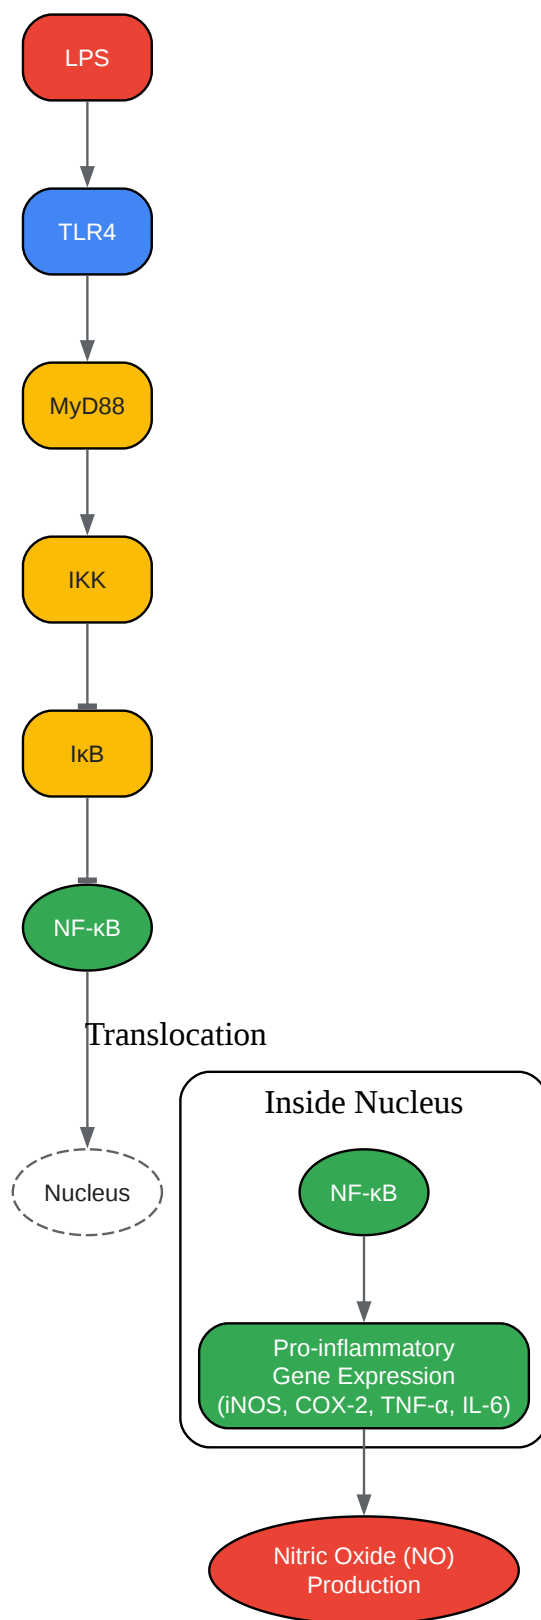 LPS
TLR4
MyD88
IKK
IκB
NF-κB
Translocation
Inside Nucleus
Nucleus
NF-κB
Pro-inflammatory
Gene Expression
(iNOS, COX-2, TNF-α, IL-6)
Nitric Oxide (NO)
Production